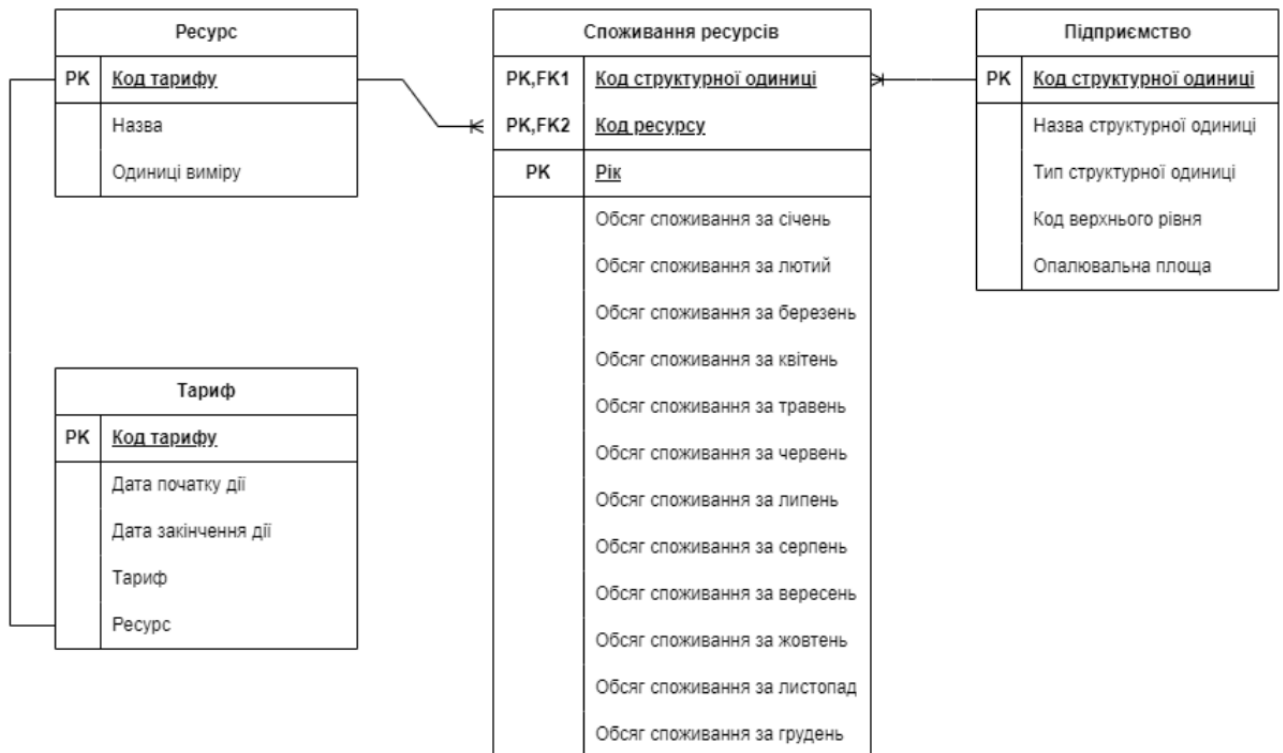 Ресурс
PK Код тарифу
Назва
Одиниці виміру
Споживання ресурсів
PK,FK1 Код структурної одиниці
PK,FK2 Код ресурсу
PK Рік
Обсяг споживання за січень
Обсяг споживання за лютий
Обсяг споживання за березень
Обсяг споживання за квітень
Обсяг споживання за травень
Обсяг споживання за червень
Обсяг споживання за липень
Обсяг споживання за серпень
Обсяг споживання за вересень
Обсяг споживання за жовтень
Обсяг споживання за листопад
Обсяг споживання за грудень
Підприємство
PK Код структурної одиниці
Назва структурної одиниці
Тип структурної одиниці
Код верхнього рівня
Опалювальна площа
Тариф
PK Код тарифу
Дата початку дії
Дата закінчення дії
Тариф
Ресурс